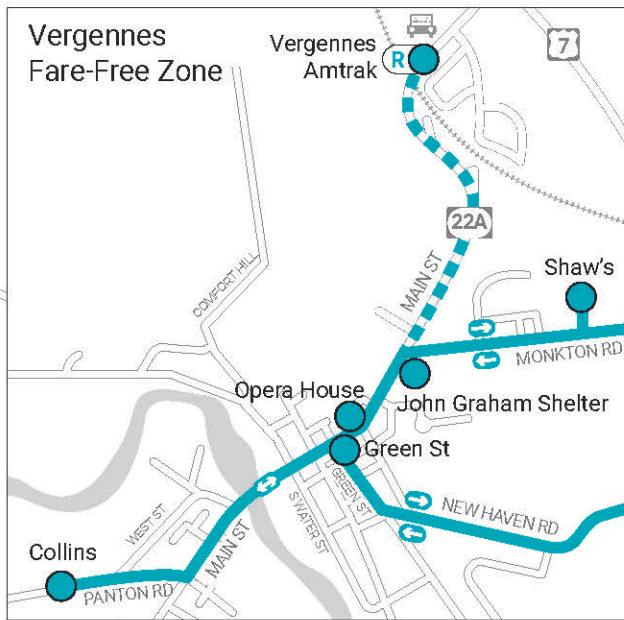 Vergennes
Fare-Free Zone
Vergennes
Amtrak
R
7
22A
MAIN ST
COMFORT HILL
Shaw's
MONKTON RD
Opera House
John Graham Shelter
Green St
GREEN ST
S WATER ST
NEW HAVEN RD
WEST ST
MAIN ST
Collins
PANTON RD